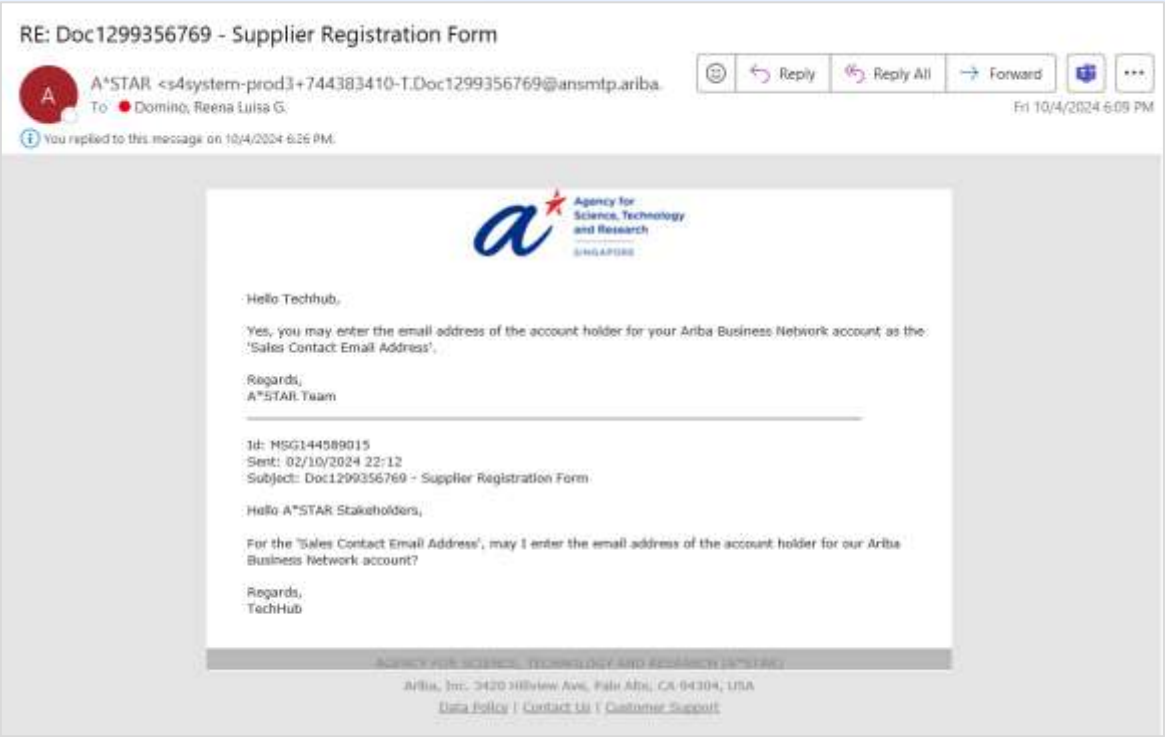 RE: Doc1299356769 - Supplier Registration Form
A
A*STAR <s4system-prod3+744383410-T.Doc1299356769@ansmtp.ariba.
Reply
Reply All
Forward
To Domino, Reena Luisa G.
Fri 10/4/2024 6:09 PM
You replied to this message on 10/4/2024 6:26 PM.
a
Agency for
Science, Technology
and Research
SINGAPORE
Hello Techhub,
Yes, you may enter the email address of the account holder for your Ariba Business Network account as the
'Sales Contact Email Address'.
Regards,
A*STAR Team
Id: MSG144589015
Sent: 02/10/2024 22:12
Subject: Doc1299356769 - Supplier Registration Form
Hello A*STAR Stakeholders,
For the 'Sales Contact Email Address', may I enter the email address of the account holder for our Ariba
Business Network account?
Regards,
TechHub
AGENCY FOR SCIENCE, TECHNOLOGY AND RESEARCH (A*STAR)
Ariba, Inc. 3420 Hillview Ave, Palo Alto, CA 94304, USA
Data Policy | Contact Us | Customer Support